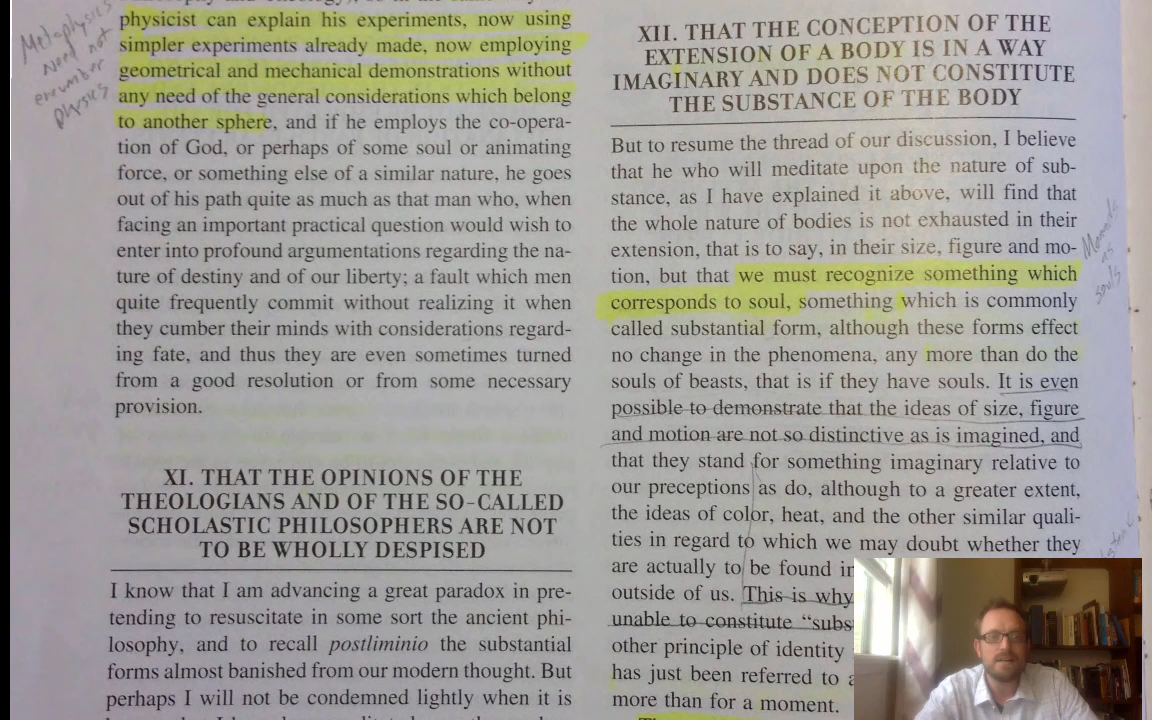 Metaphysics
need not
encumber
physics
physicist can explain his experiments, now using
simpler experiments already made, now employing
geometrical and mechanical demonstrations without
any need of the general considerations which belong
to another sphere, and if he employs the co-opera-
tion of God, or perhaps of some soul or animating
force, or something else of a similar nature, he goes
out of his path quite as much as that man who, when
facing an important practical question would wish to
enter into profound argumentations regarding the na-
ture of destiny and of our liberty; a fault which men
quite frequently commit without realizing it when
they cumber their minds with considerations regard-
ing fate, and thus they are even sometimes turned
from a good resolution or from some necessary
provision.
XI. THAT THE OPINIONS OF THE
THEOLOGIANS AND OF THE SO-CALLED
SCHOLASTIC PHILOSOPHERS ARE NOT
TO BE WHOLLY DESPISED
I know that I am advancing a great paradox in pre-
tending to resuscitate in some sort the ancient phi-
losophy, and to recall postliminio the substantial
forms almost banished from our modern thought. But
perhaps I will not be condemned lightly when it is
XII. THAT THE CONCEPTION OF THE
EXTENSION OF A BODY IS IN A WAY
IMAGINARY AND DOES NOT CONSTITUTE
THE SUBSTANCE OF THE BODY
But to resume the thread of our discussion, I believe
that he who will meditate upon the nature of sub-
stance, as I have explained it above, will find that
the whole nature of bodies is not exhausted in their
extension, that is to say, in their size, figure and mo-
tion, but that we must recognize something which
corresponds to soul, something which is commonly
called substantial form, although these forms effect
no change in the phenomena, any more than do the
souls of beasts, that is if they have souls. It is even
possible to demonstrate that the ideas of size, figure
and motion are not so distinctive as is imagined, and
that they stand for something imaginary relative to
our preceptions as do, although to a greater extent,
the ideas of color, heat, and the other similar quali-
ties in regard to which we may doubt whether they
are actually to be found in
outside of us. This is why
unable to constitute “subs
other principle of identity
has just been referred to a
more than for a moment.
Monads
as
souls